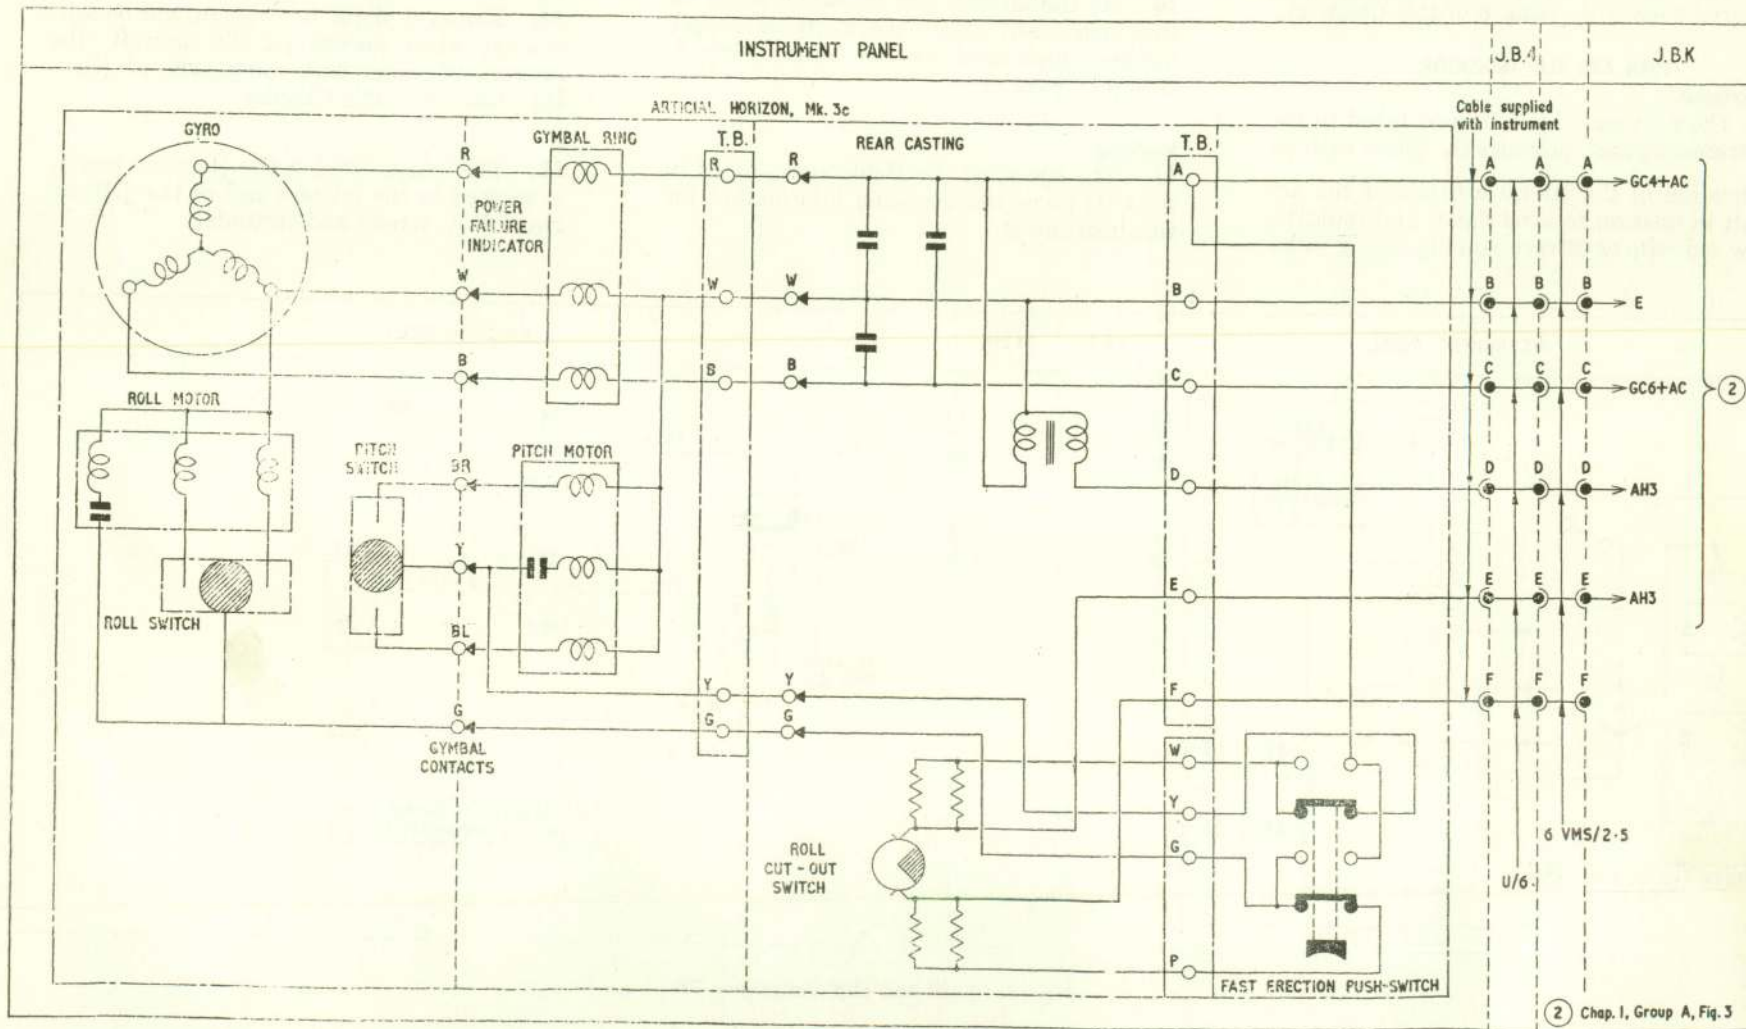 INSTRUMENT PANEL
J.B.4
J.B.K
ARTICIAL HORIZON, Mk. 3c
Cable supplied
with instrument
GYRO
GYMBAL RING
T.B.
REAR CASTING
T.B.
R
R
R
A
A
A
A
GC4+AC
POWER
FAILURE
INDICATOR
W
W
W
B
B
B
B
E
B
B
B
C
C
C
C
GC6+AC
2
ROLL MOTOR
PITCH
SWITCH
BR
PITCH MOTOR
D
D
D
D
AH3
Y
E
E
E
E
AH3
ROLL SWITCH
BL
Y
Y
F
F
F
F
G
G
G
GYMBAL
CONTACTS
W
Y
G
P
ROLL
CUT-OUT
SWITCH
6 VMS/2·5
U/6.
FAST ERECTION PUSH-SWITCH
2 Chap. 1, Group A, Fig. 3